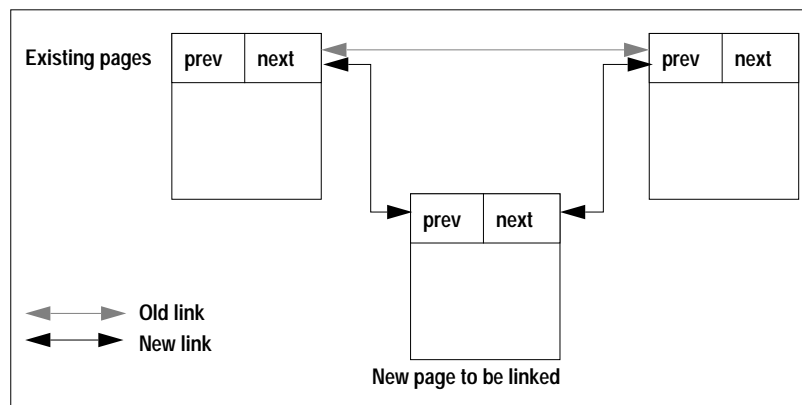 Existing pages
prev next
prev next
prev next
Old link
New link
New page to be linked